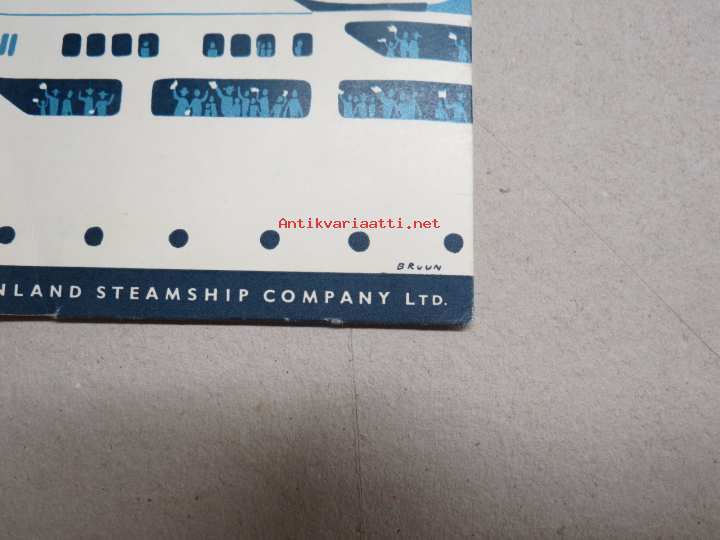 Antikvariaatti.net
BRUUN
NLAND STEAMSHIP COMPANY LTD.